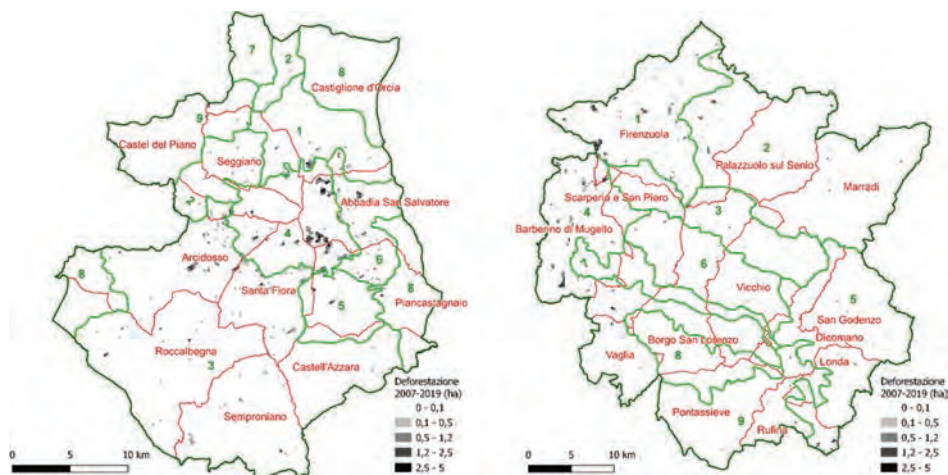 7
2
8
Castiglione d'Orcia
9
1
Castel del Piano
Seggiano
2
Abbadia San Salvatore
4
Arcidosso
6
8
Santa Fiora
8
5
Piancastagnaio
Roccalbegna
3
Castell'Azzara
Semproniano
Deforestazione
2007-2019 (ha)
0 - 0,1
0,1 - 0,5
0,5 - 1,2
1,2 - 2,5
2,5 - 5
0 5 10 km
1
Firenzuola
2
Palazzuolo sul Senio
Marradi
Scarperia e San Piero
4
3
Barberino di Mugello
6
Vicchio
5
San Godenzo
Borgo San Lorenzo
Dicomano
Vaglia
8
Londa
Pontassieve
9
Rufina
Deforestazione
2007-2019 (ha)
0 - 0,1
0,1 - 0,5
0,5 - 1,2
1,2 - 2,5
2,5 - 5
0 5 10 km